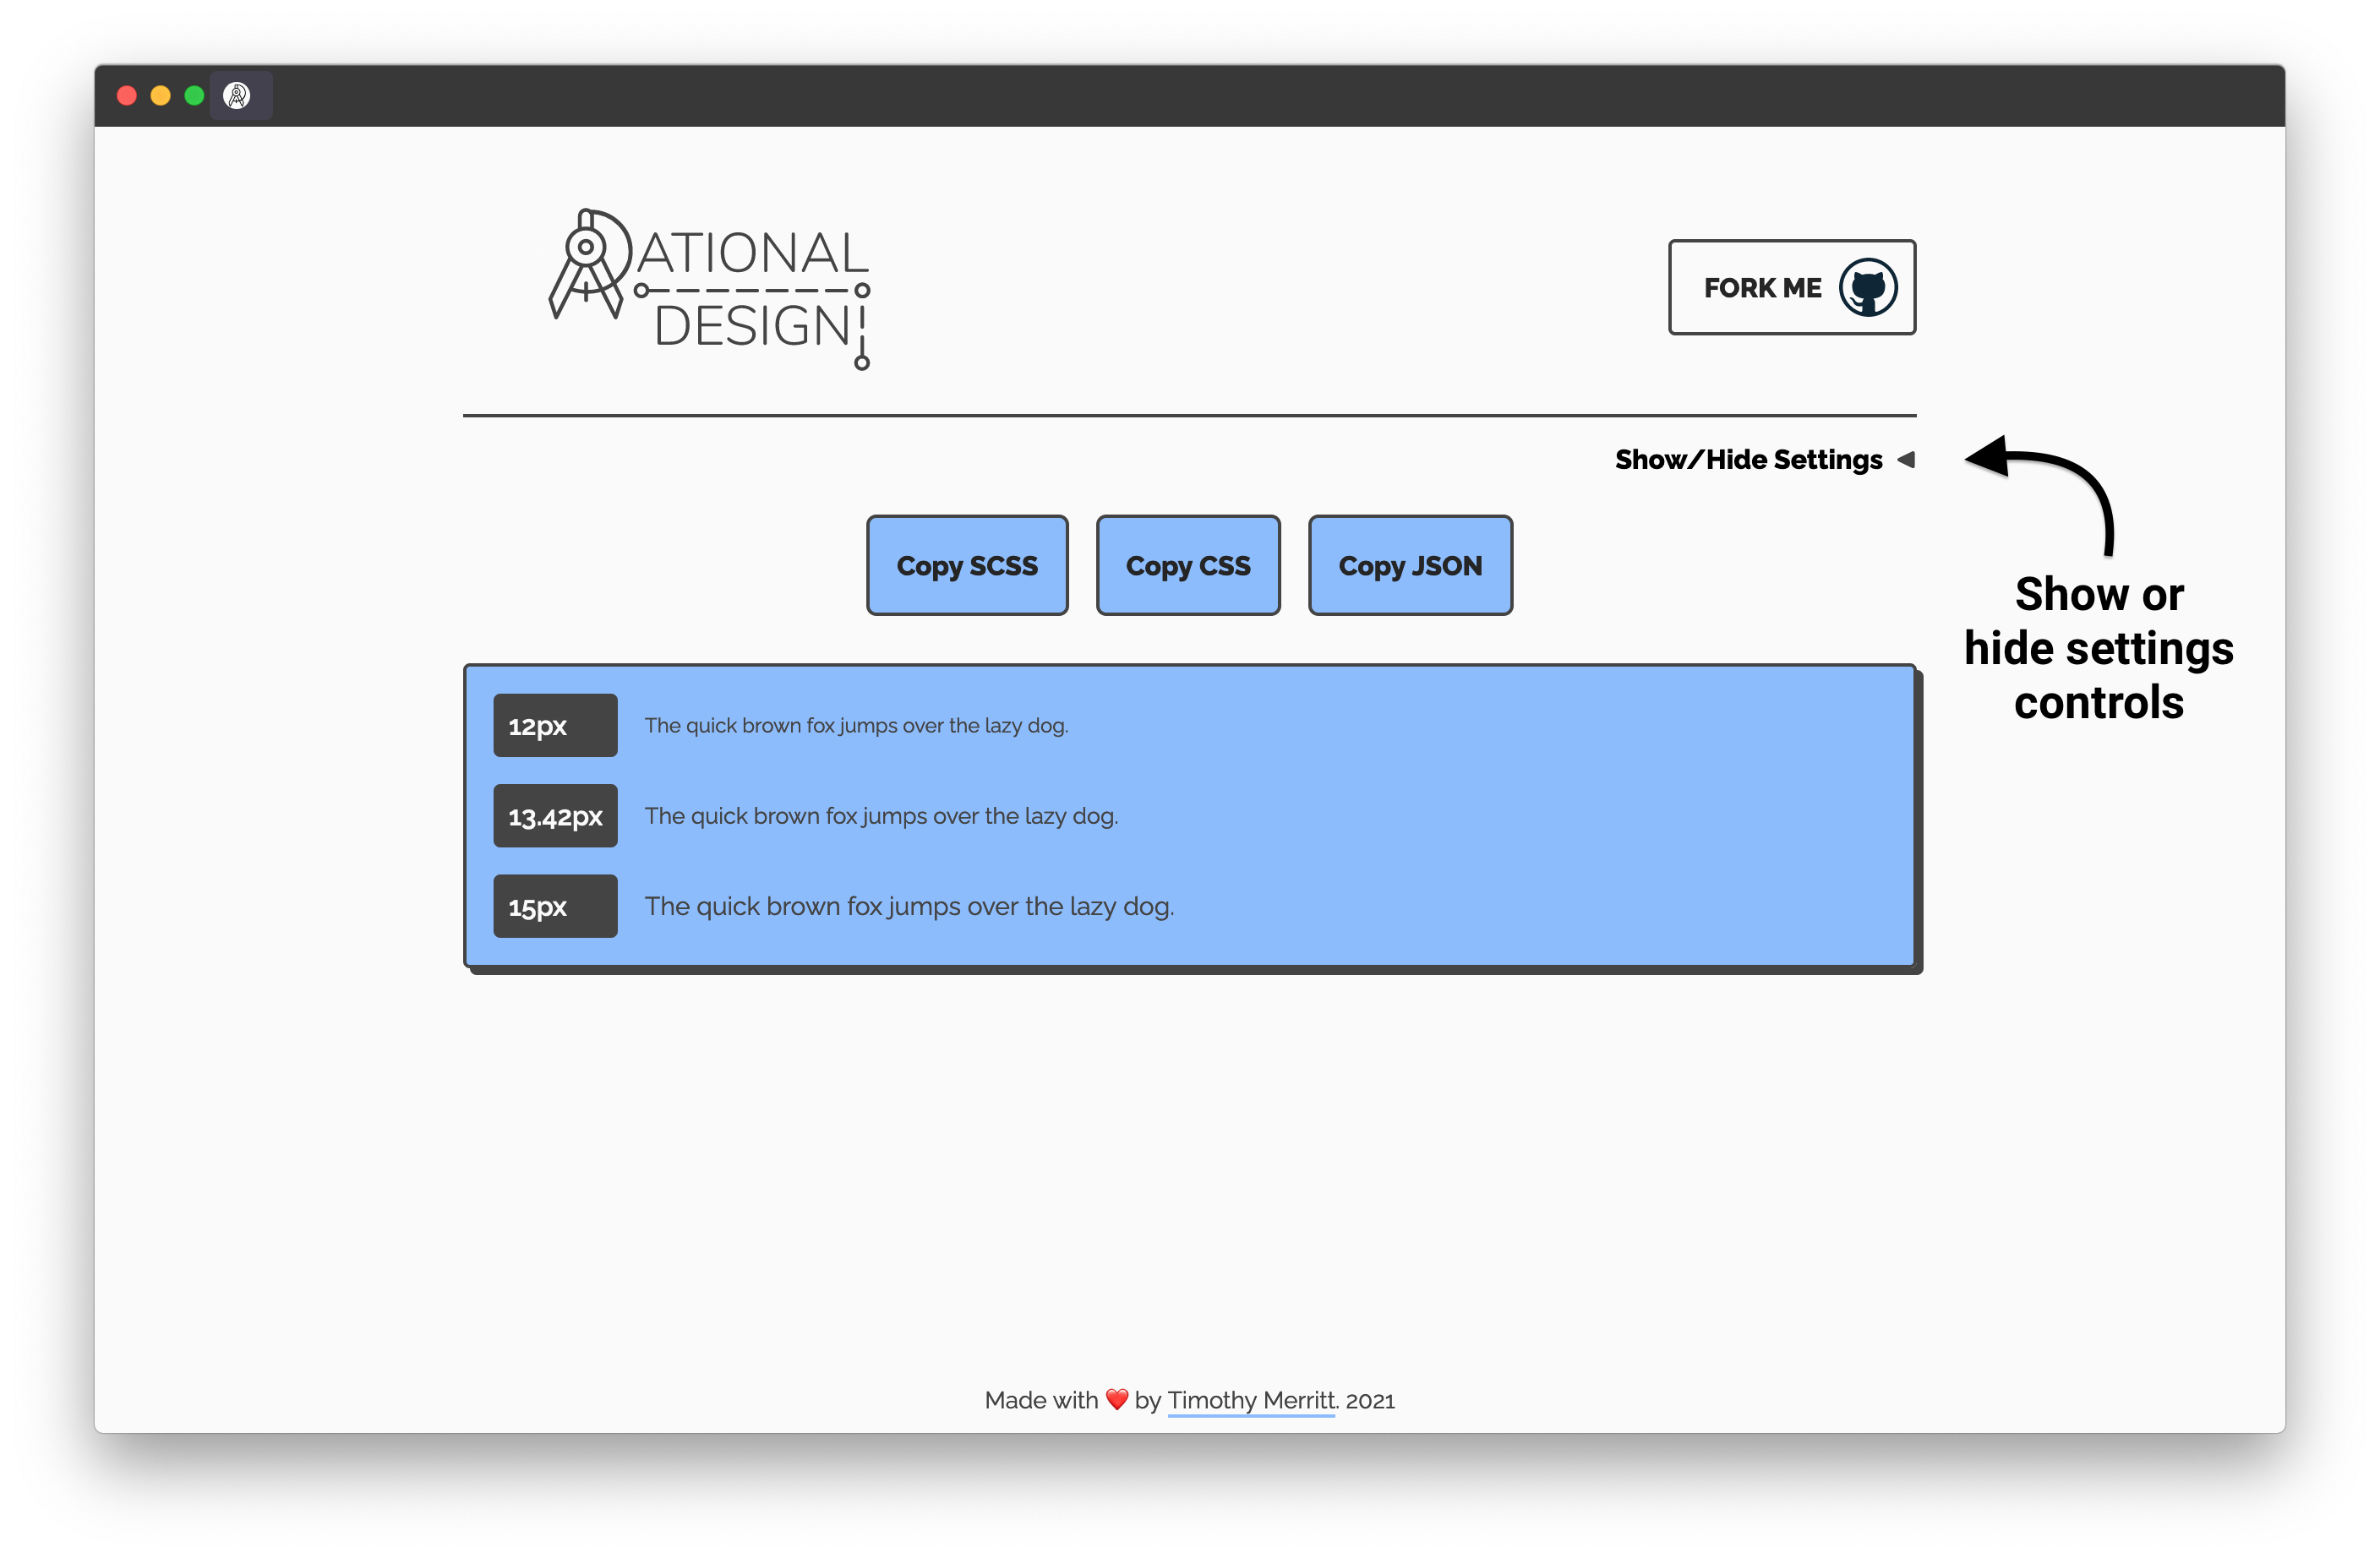 RATIONAL
DESIGN
FORK ME
Show/Hide Settings
Show or
hide settings
controls
Copy SCSS
Copy CSS
Copy JSON
12px
The quick brown fox jumps over the lazy dog.
13.42px
The quick brown fox jumps over the lazy dog.
15px
The quick brown fox jumps over the lazy dog.
Made with ❤️ by Timothy Merritt. 2021